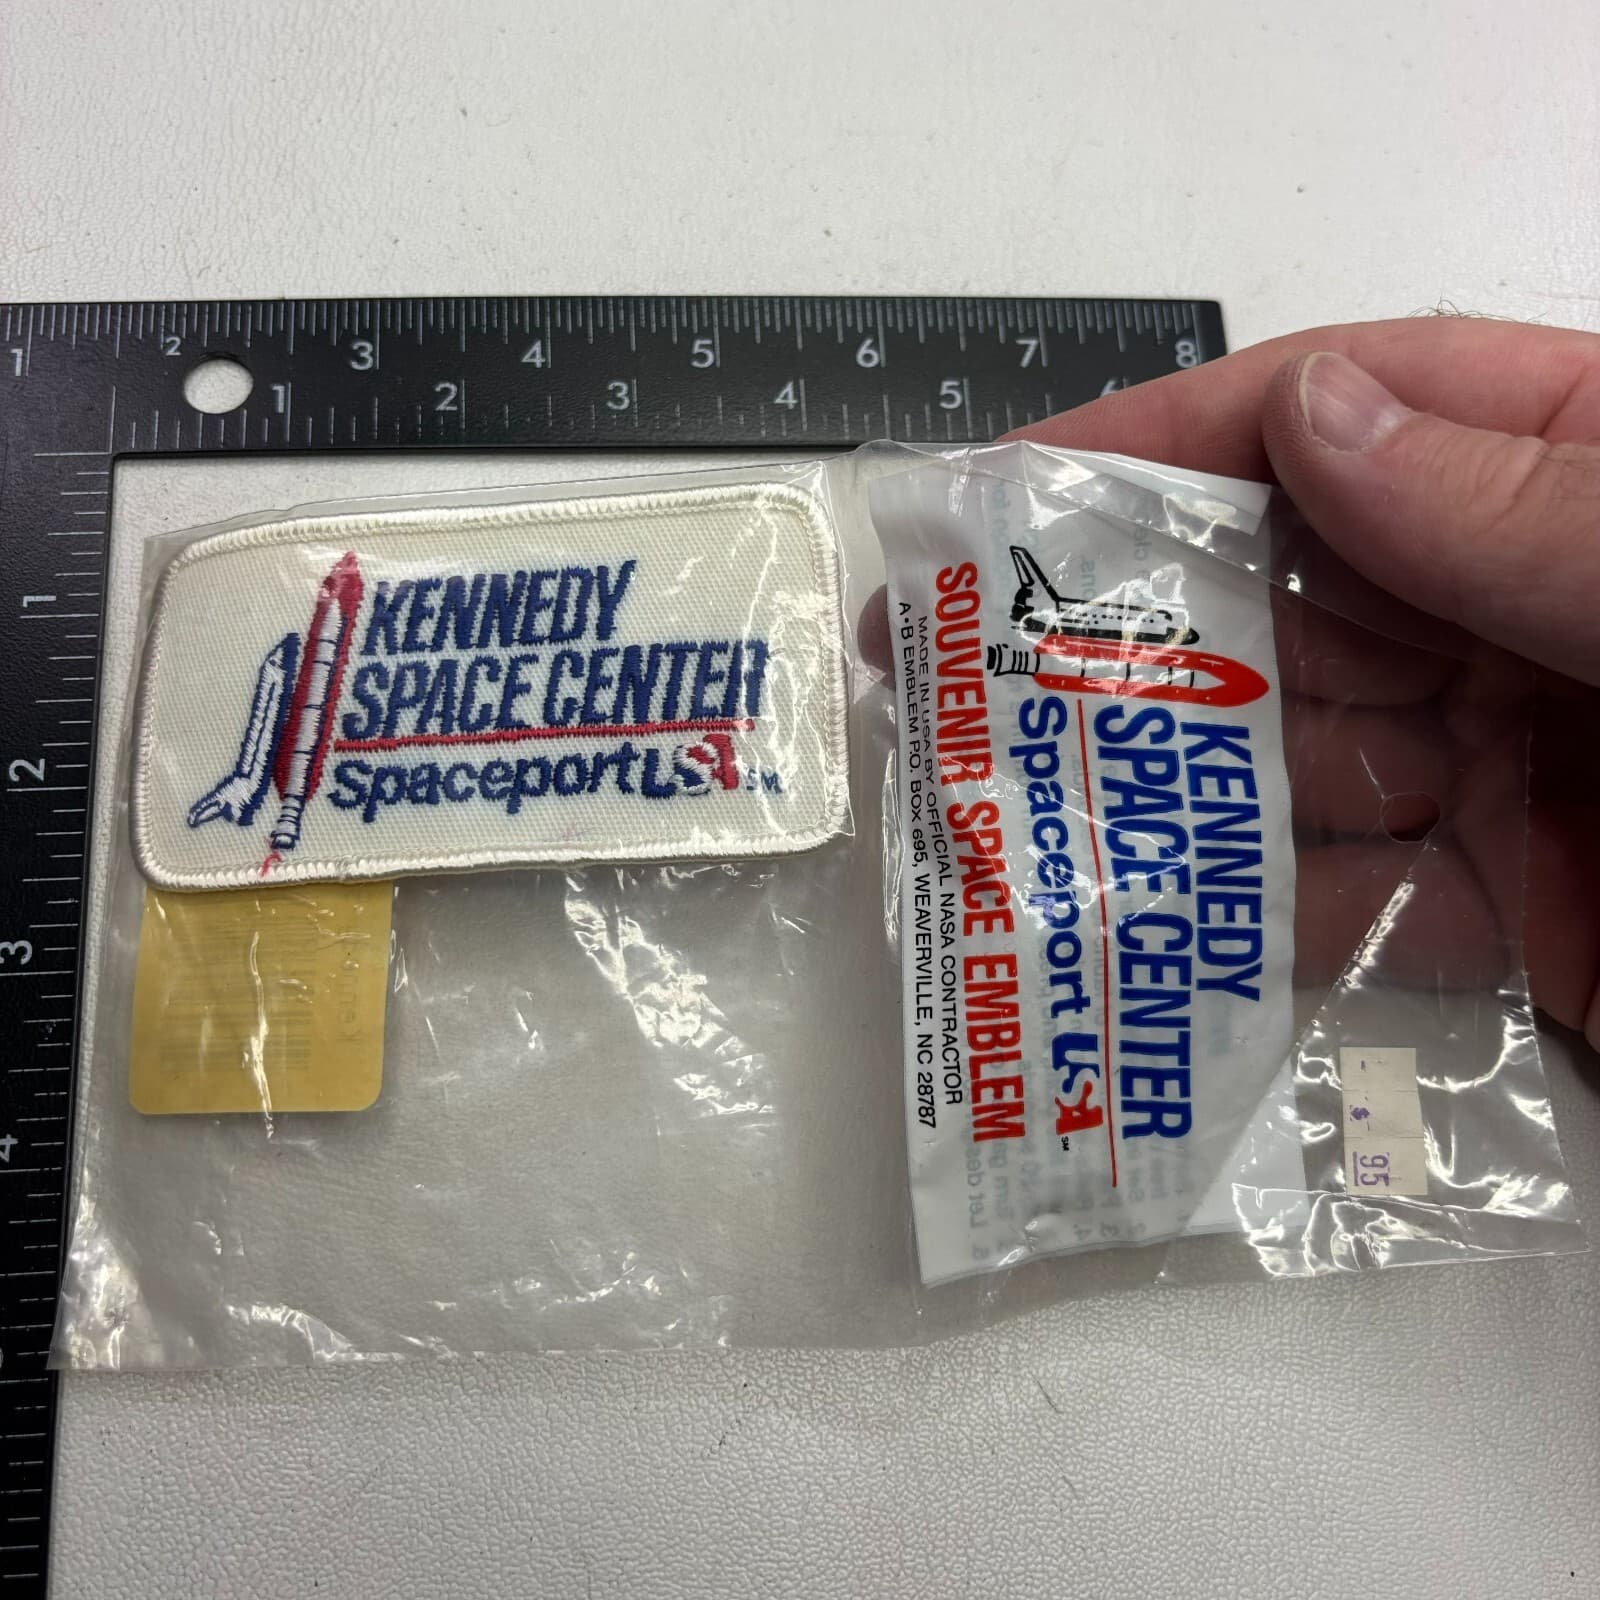 1 2 3 4 5 6 7 8
1 2 3 4 5 6
1
2
3
4
KENNEDY
SPACE CENTER
Spaceport USA SM
KENNEDY
SPACE CENTER
Spaceport USA SM
SOUVENIR SPACE EMBLEM
MADE IN USA BY OFFICIAL NASA CONTRACTOR
A•B EMBLEM P.O. BOX 695, WEAVERVILLE, NC 28787
- $ 95